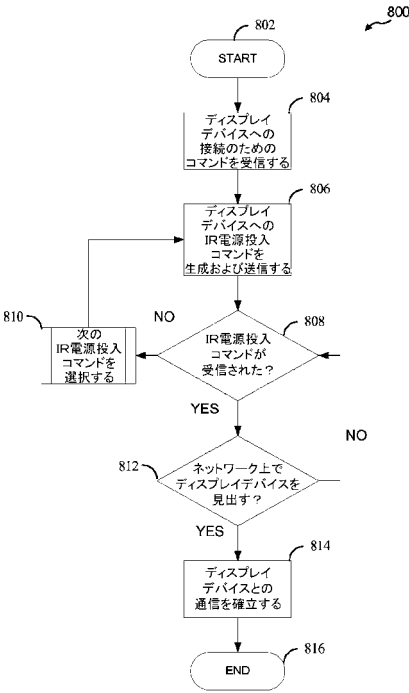 800
802
START
804
ディスプレイ
デバイスへの
接続のための
コマンドを受信する
806
ディスプレイ
デバイスへの
IR電源投入
コマンドを
生成および送信する
810
次の
IR電源投入
コマンドを
選択する
NO
808
IR電源投入
コマンドが
受信された？
YES
812
ネットワーク上で
ディスプレイデバイスを
見出す？
NO
YES
814
ディスプレイ
デバイスとの
通信を確立する
816
END